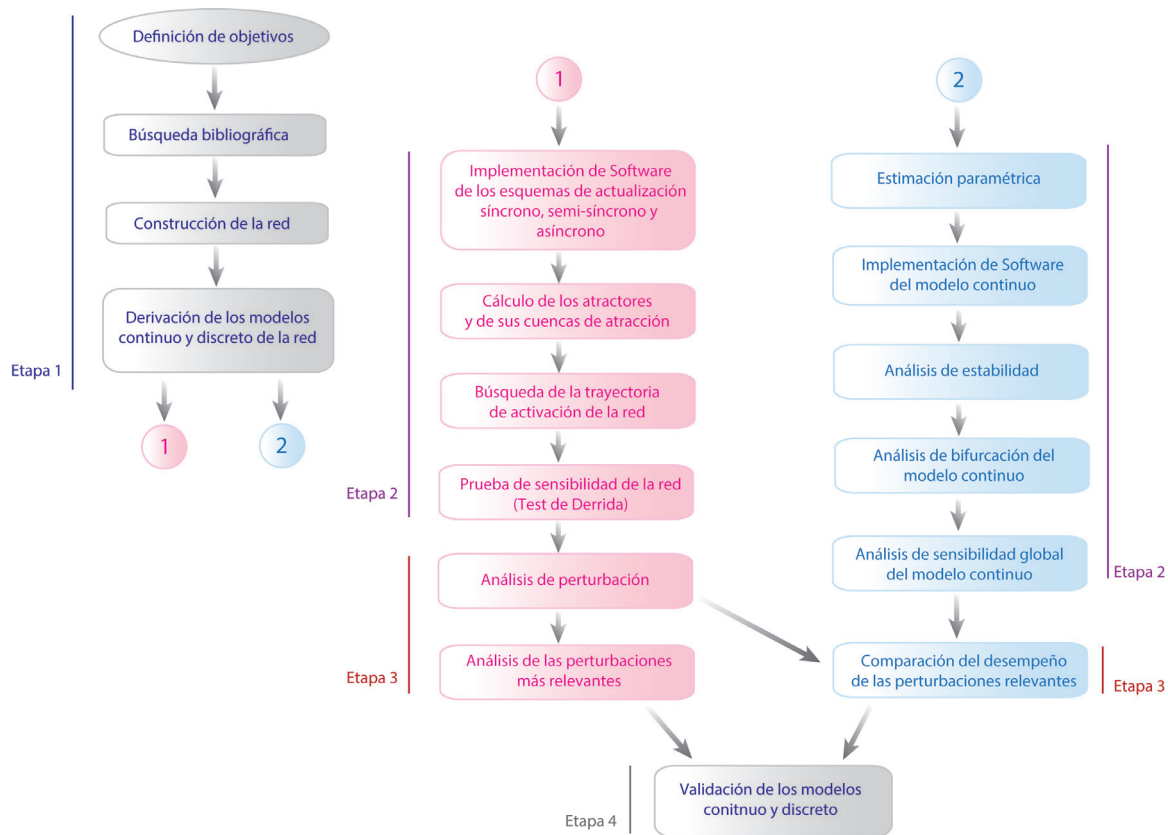 Definición de objetivos
Búsqueda bibliográfica
Construcción de la red
Derivación de los modelos
continuo y discreto de la red
Etapa 1
1
2
1
Implementación de Software
de los esquemas de actualización
síncrono, semi-síncrono y
asíncrono
Cálculo de los atractores
y de sus cuencas de atracción
Búsqueda de la trayectoria
de activación de la red
Prueba de sensibilidad de la red
(Test de Derrida)
Etapa 2
Análisis de perturbación
Análisis de las perturbaciones
más relevantes
Etapa 3
2
Estimación paramétrica
Implementación de Software
del modelo continuo
Análisis de estabilidad
Análisis de bifurcación del
modelo continuo
Análisis de sensibilidad global
del modelo continuo
Etapa 2
Comparación del desempeño
de las perturbaciones relevantes
Etapa 3
Validación de los modelos
conitnuo y discreto
Etapa 4